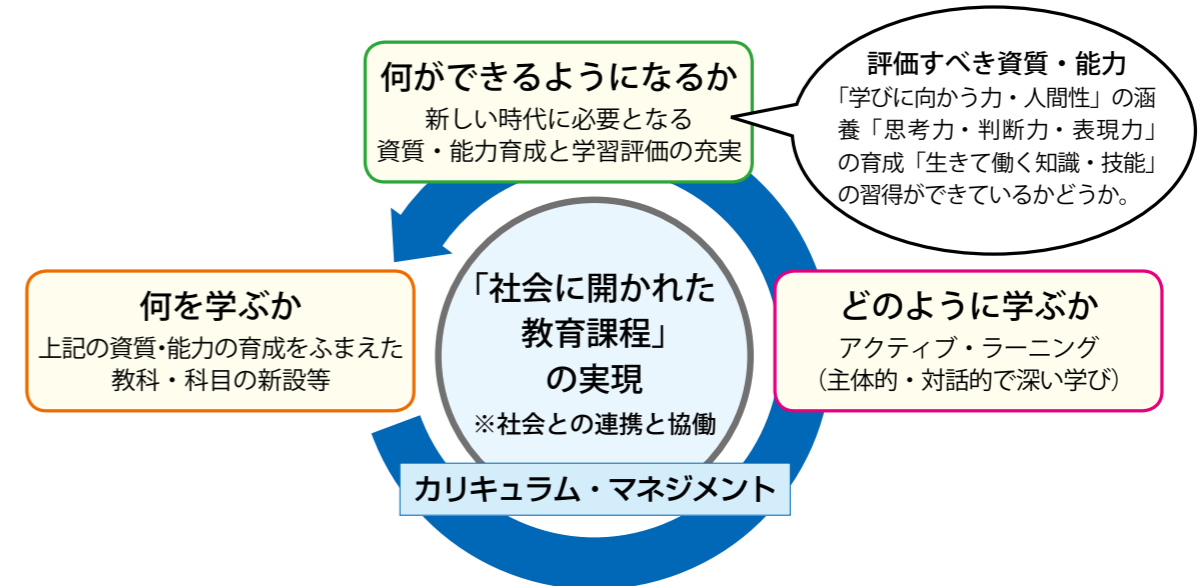 何ができるようになるか
新しい時代に必要となる
資質・能力育成と学習評価の充実
評価すべき資質・能力
「学びに向かう力・人間性」の涵
養「思考力・判断力・表現力」
の育成「生きて働く知識・技能」
の習得ができているかどうか。
何を学ぶか
上記の資質・能力の育成をふまえた
教科・科目の新設等
「社会に開かれた
教育課程」
の実現
※社会との連携と協働
どのように学ぶか
アクティブ・ラーニング
（主体的・対話的で深い学び）
カリキュラム・マネジメント